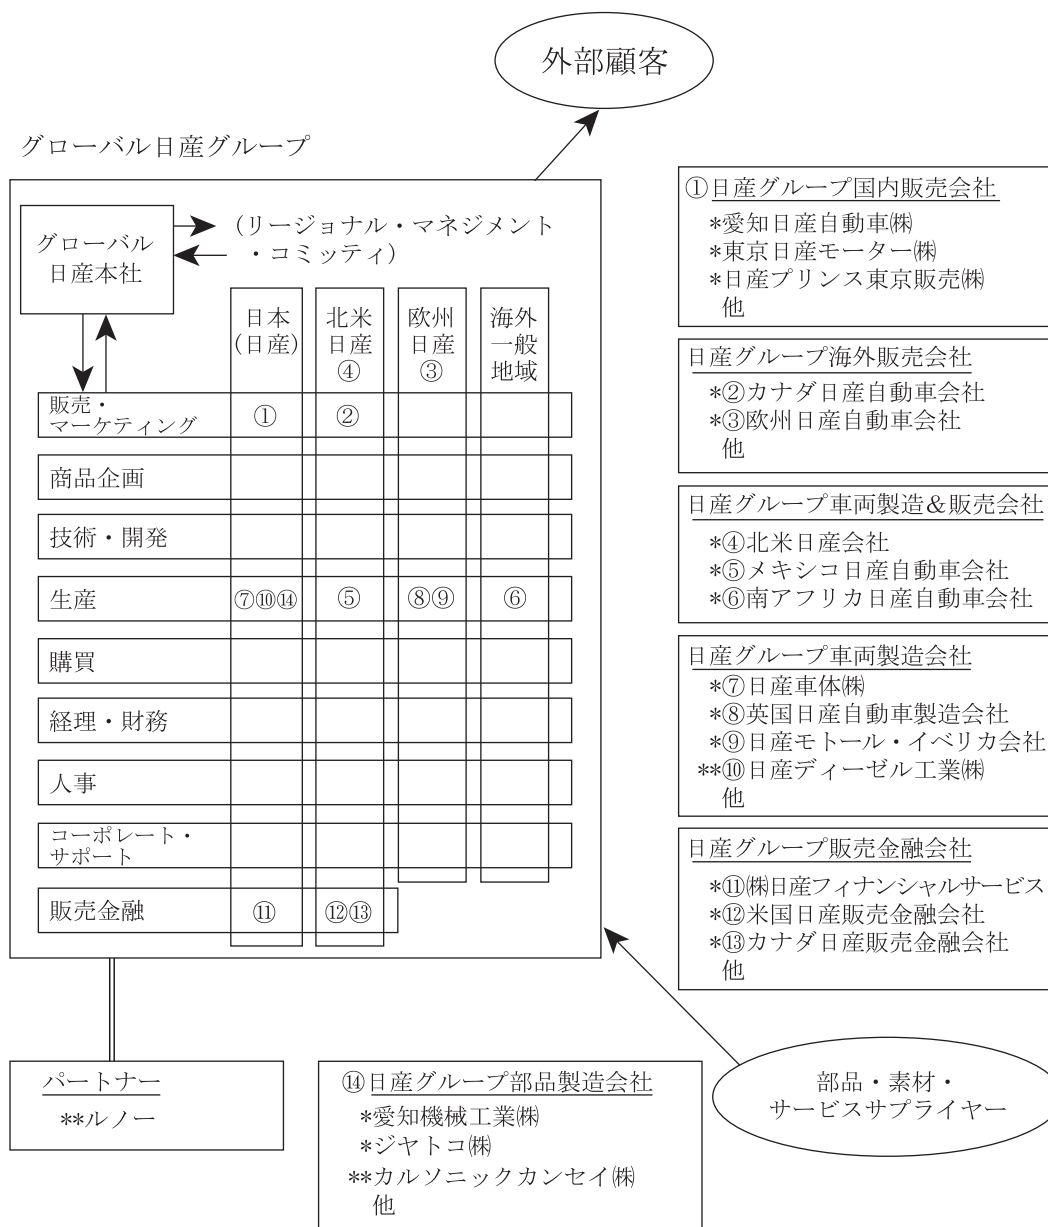 外部顧客
グローバル日産グループ
グローバル
日産本社
(リージョナル・マネジメント
・コミッティ)
日本
(日産)
北米
日産
④
欧州
日産
③
海外
一般
地域
販売・
マーケティング
①
②
商品企画
技術・開発
生産
⑦⑩⑭
⑤
⑧⑨
⑥
購買
経理・財務
人事
コーポレート・
サポート
販売金融
⑪
⑫⑬
①日産グループ国内販売会社
*愛知日産自動車㈱
*東京日産モーター㈱
*日産プリンス東京販売㈱
他
日産グループ海外販売会社
*②カナダ日産自動車会社
*③欧州日産自動車会社
他
日産グループ車両製造&販売会社
*④北米日産会社
*⑤メキシコ日産自動車会社
*⑥南アフリカ日産自動車会社
日産グループ車両製造会社
*⑦日産車体㈱
*⑧英国日産自動車製造会社
*⑨日産モトール・イベリカ会社
**⑩日産ディーゼル工業㈱
他
日産グループ販売金融会社
*⑪㈱日産フィナンシャルサービス
*⑫米国日産販売金融会社
*⑬カナダ日産販売金融会社
他
パートナー
**ルノー
⑭日産グループ部品製造会社
*愛知機械工業㈱
*ジヤトコ㈱
**カルソニックカンセイ㈱
他
部品・素材・
サービスサプライヤー